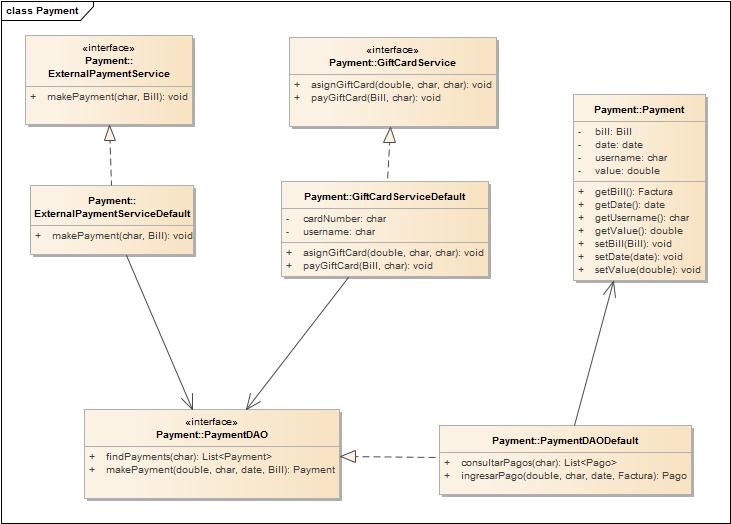 class Payment
«interface»
Payment::
ExternalPaymentService
+ makePayment(char, Bill): void
«interface»
Payment::GiftCardService
+ asignGiftCard(double, char, char): void
+ payGiftCard(Bill, char): void
Payment::Payment
- bill: Bill
- date: date
- username: char
- value: double
+ getBill(): Factura
+ getDate(): date
+ getUsername(): char
+ getValue(): double
+ setBill(Bill): void
+ setDate(date): void
+ setValue(double): void
Payment::
ExternalPaymentServiceDefault
+ makePayment(char, Bill): void
Payment::GiftCardServiceDefault
- cardNumber: char
- username: char
+ asignGiftCard(double, char, char): void
+ payGiftCard(Bill, char): void
«interface»
Payment::PaymentDAO
+ findPayments(char): List<Payment>
+ makePayment(double, char, date, Bill): Payment
Payment::PaymentDAODefault
+ consultarPagos(char): List<Pago>
+ ingresarPago(double, char, date, Factura): Pago